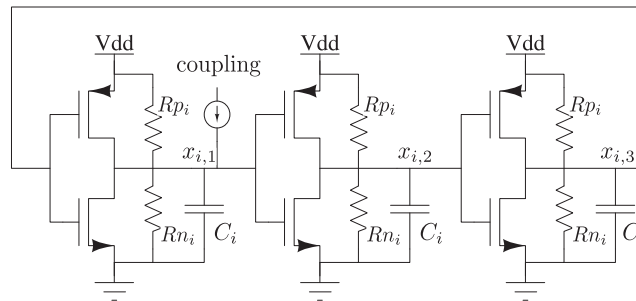 Vdd
Vdd
Vdd
coupling
Rp_i
Rp_i
Rp_i
x_{i,1}
x_{i,2}
x_{i,3}
Rn_i
C_i
Rn_i
C_i
Rn_i
C